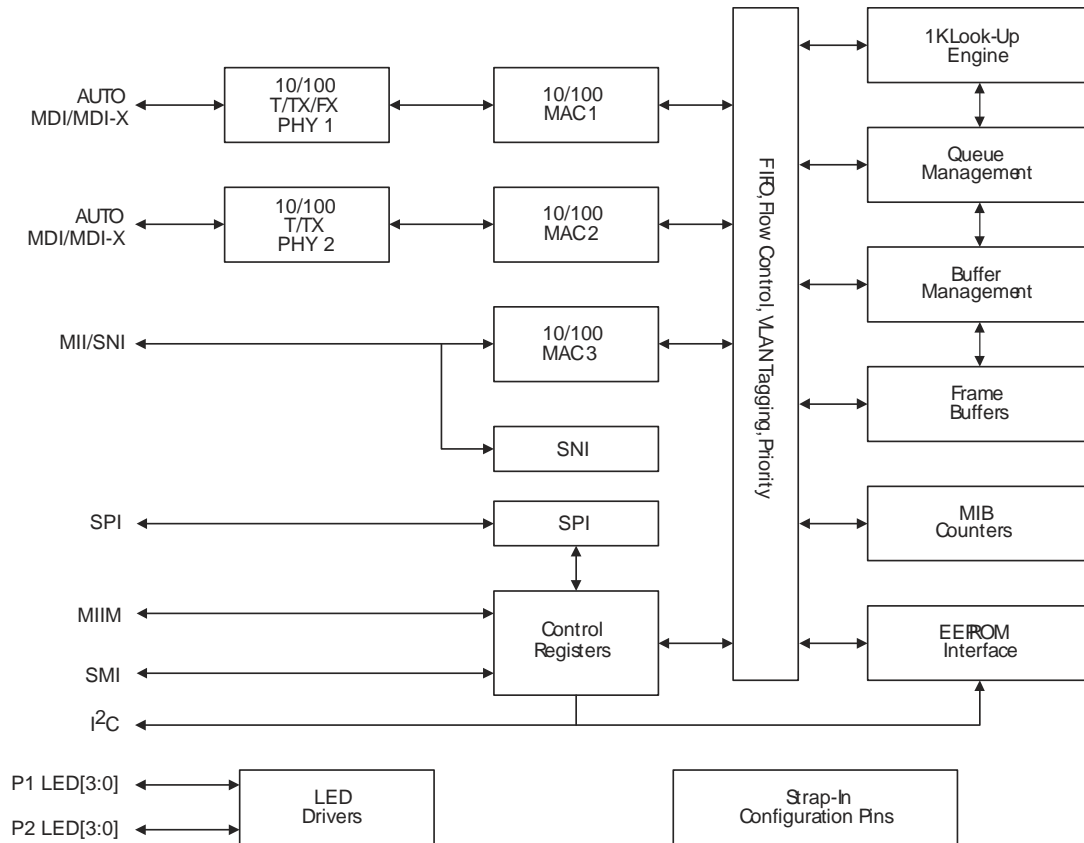 1K Look-Up
Engine
AUTO
MDI/MDI-X
10/100
T/TX/FX
PHY 1
10/100
MAC1
Queue
Management
AUTO
MDI/MDI-X
10/100
T/TX
PHY 2
10/100
MAC2
FIFO, Flow Control, VLAN Tagging, Priority
Buffer
Management
MII/SNI
10/100
MAC3
Frame
Buffers
SNI
SPI
SPI
MIB
Counters
MIIM
Control
Registers
EEPROM
Interface
SMI
I²C
P1 LED[3:0]
P2 LED[3:0]
LED
Drivers
Strap-In
Configuration Pins